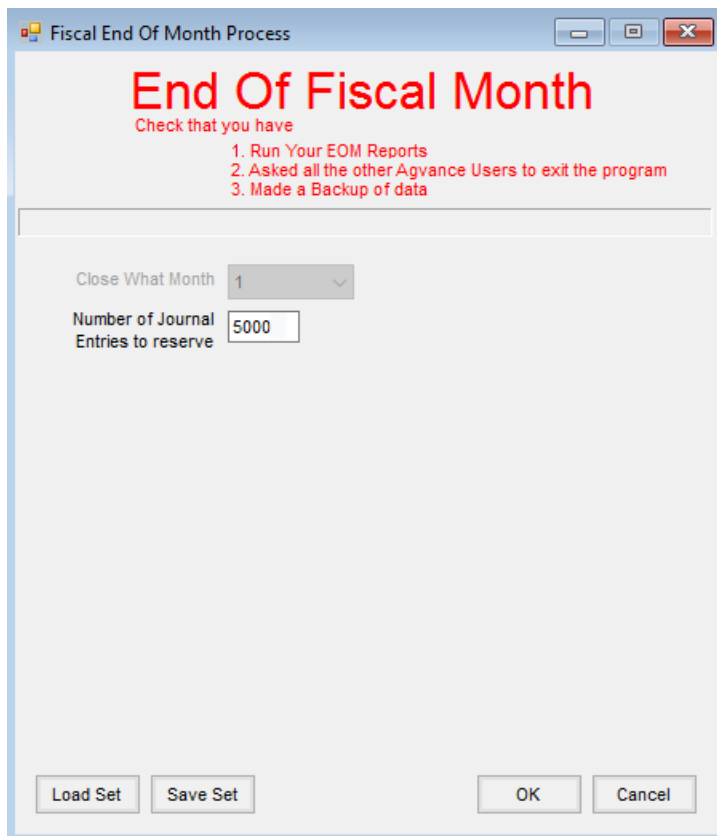 Fiscal End Of Month Process
End Of Fiscal Month
Check that you have
1. Run Your EOM Reports
2. Asked all the other Agvance Users to exit the program
3. Made a Backup of data
Close What Month 1
Number of Journal
Entries to reserve 5000
Load Set Save Set OK Cancel